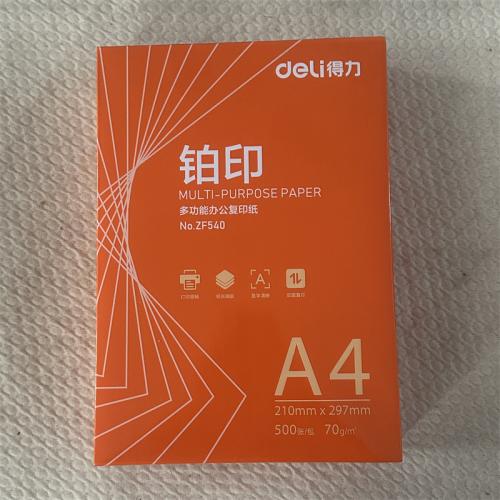 deli得力
铂印
MULTI-PURPOSE PAPER
多功能办公复印纸
No.ZF540
A
A4
210mm x 297mm
500张/包 70g/m²